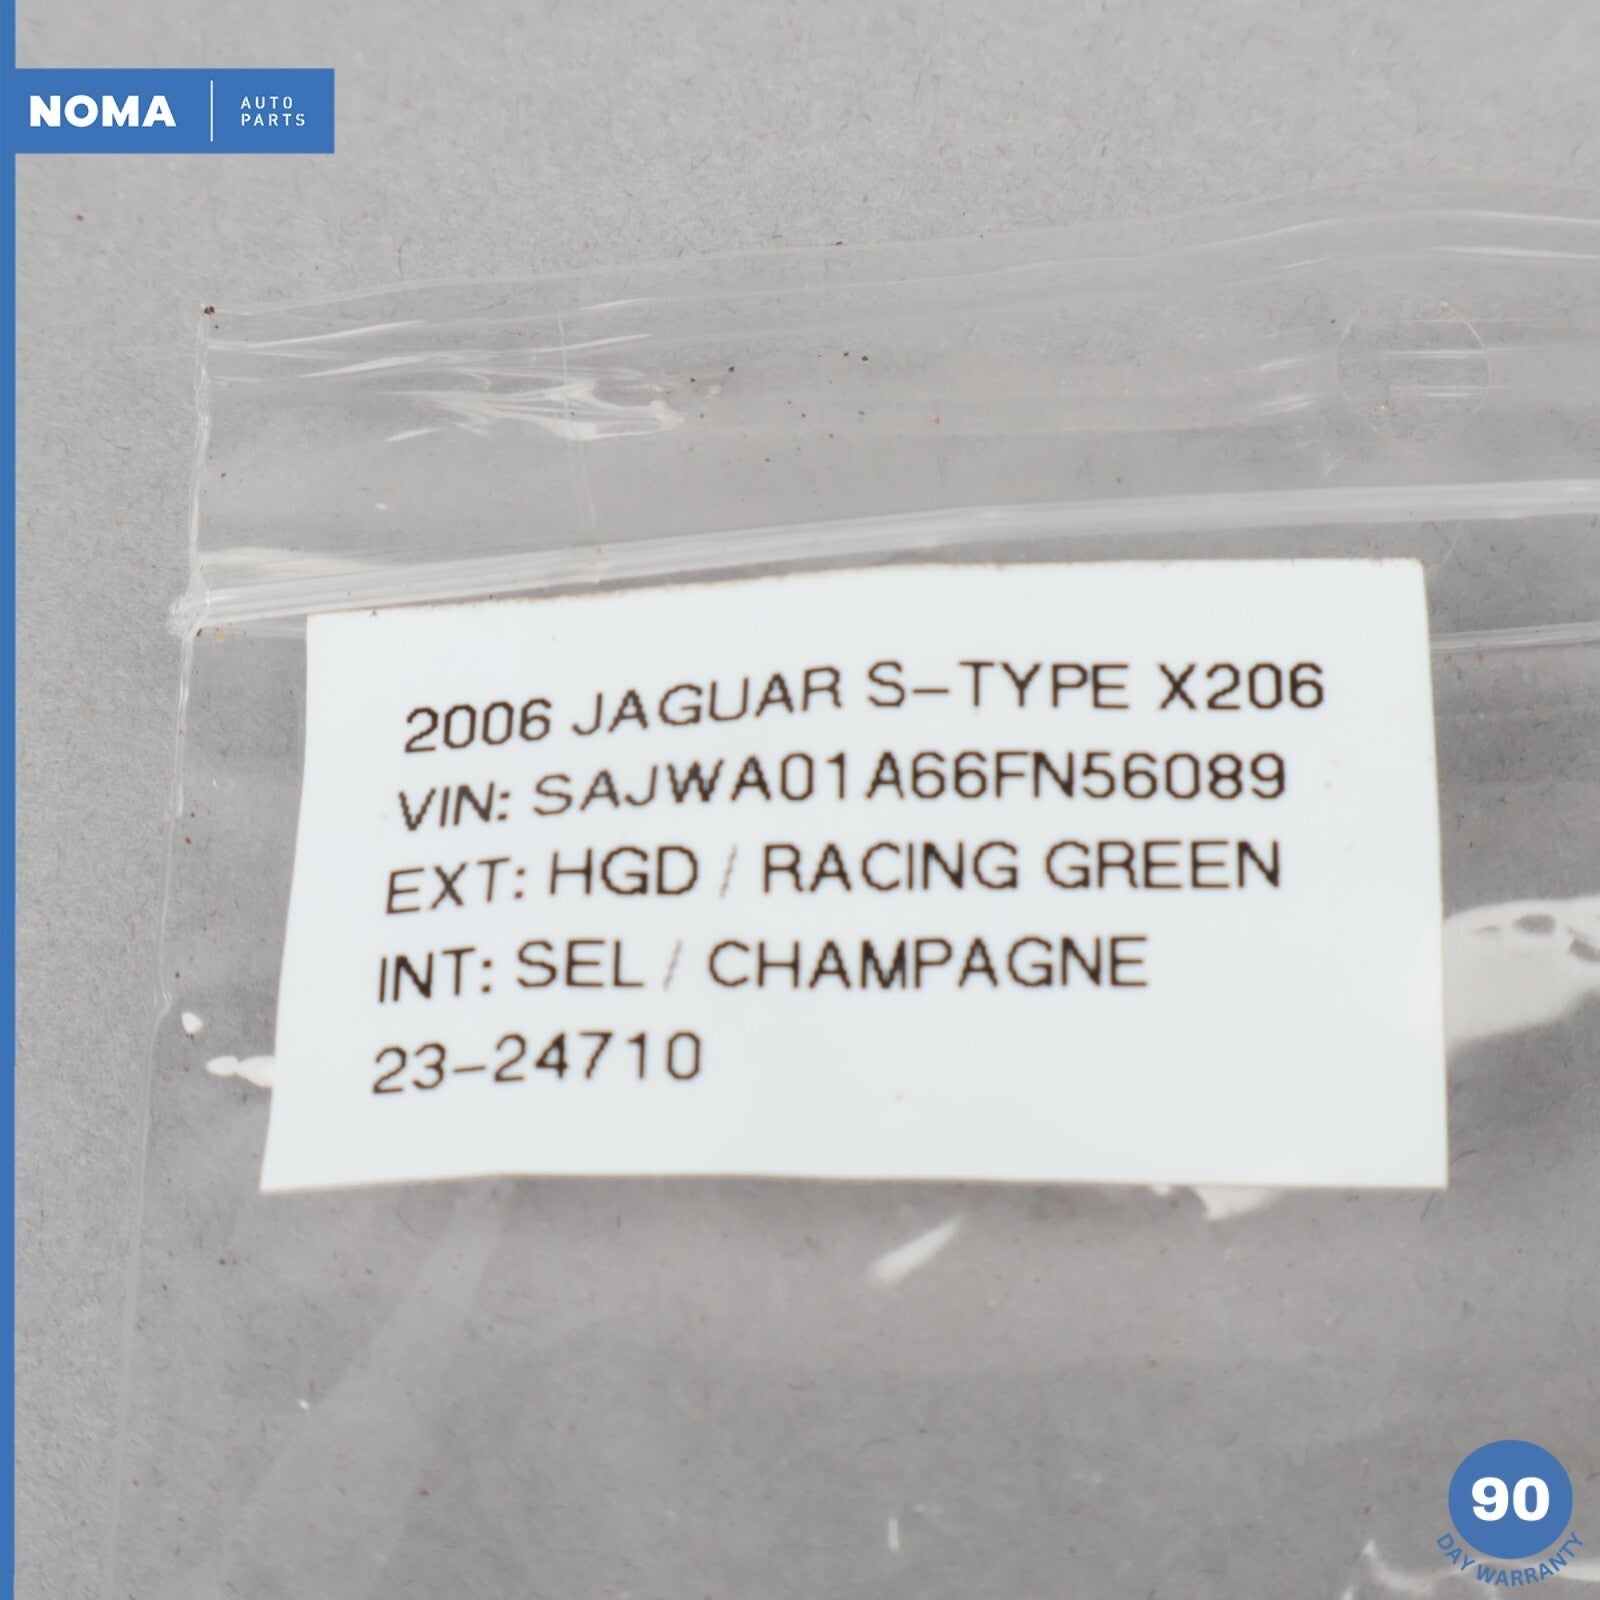 NOMA
AUTO
PARTS
2006 JAGUAR S-TYPE X206
VIN: SAJWA01A66FN56089
EXT: HGD / RACING GREEN
INT: SEL / CHAMPAGNE
23-24710
90
DAY WARRANTY